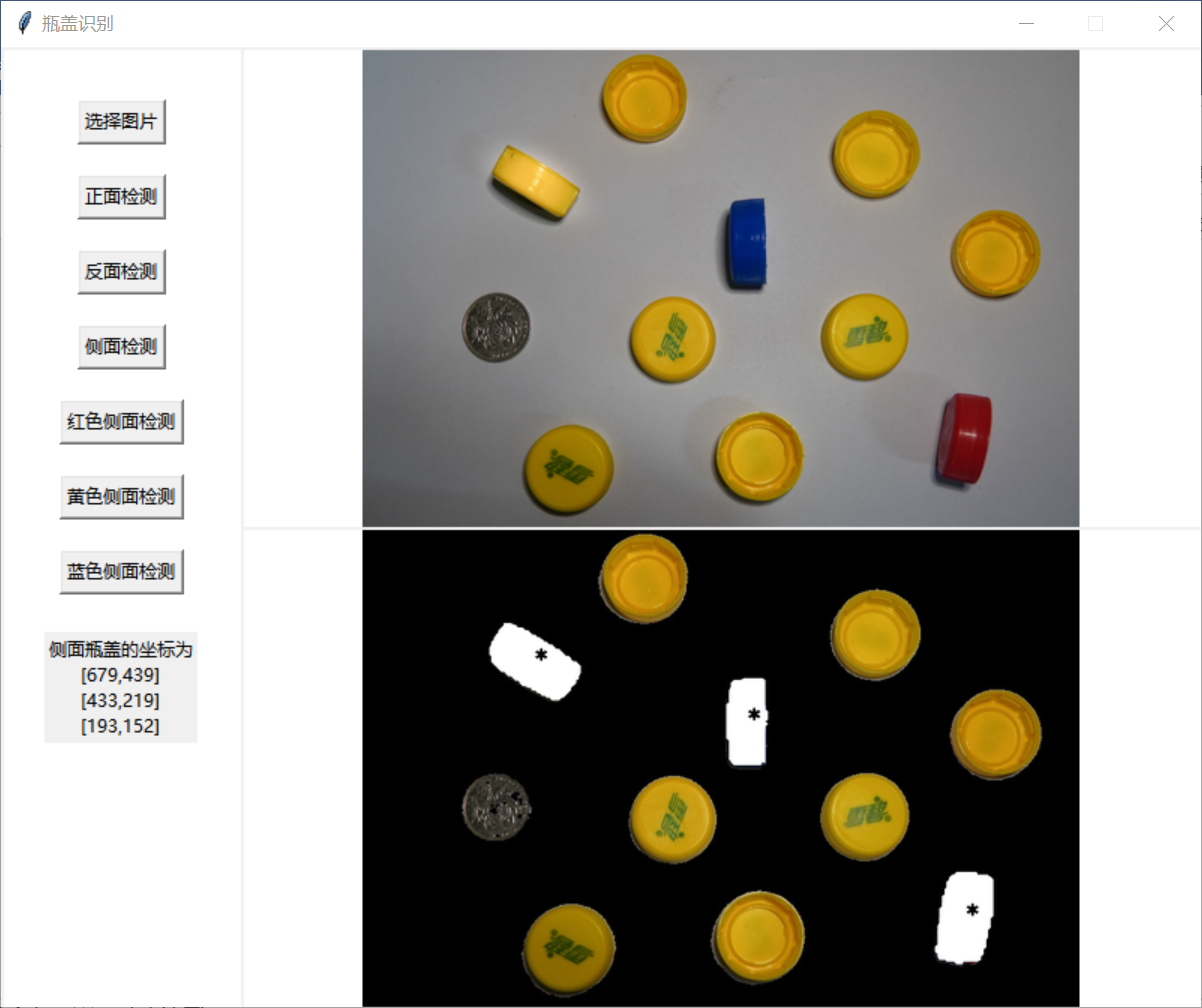 瓶盖识别
选择图片
正面检测
反面检测
侧面检测
红色侧面检测
黄色侧面检测
蓝色侧面检测
侧面瓶盖的坐标为
[679,439]
[433,219]
[193,152]